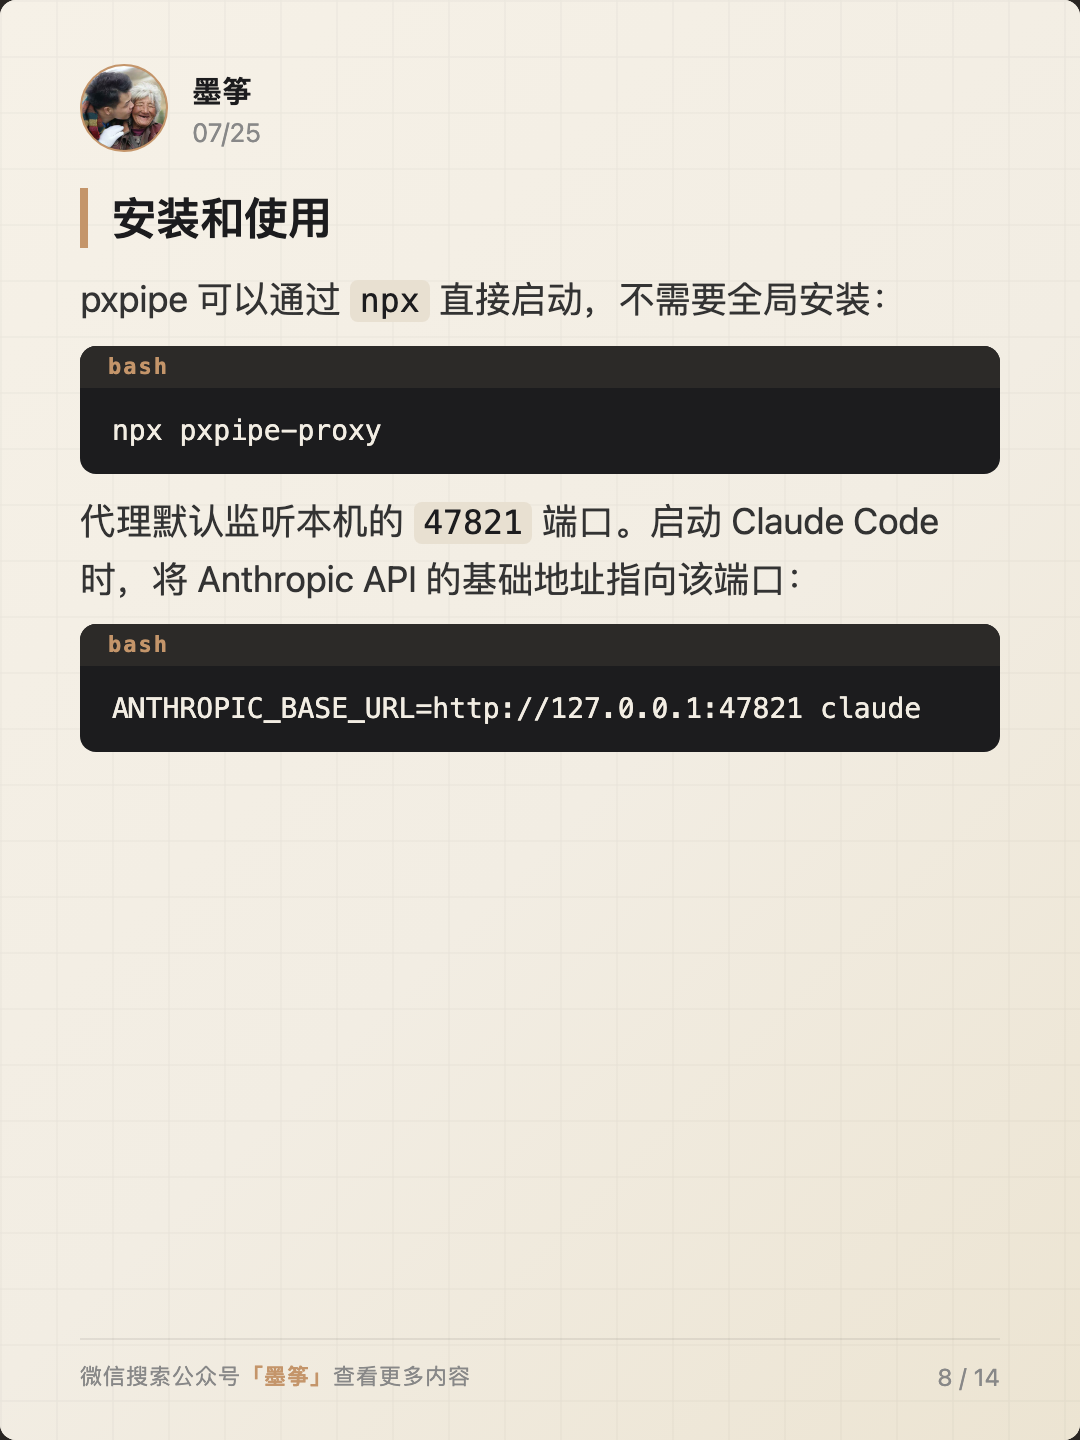 墨筝
07/25
安装和使用
pxpipe 可以通过 npx 直接启动，不需要全局安装：
bash
npx pxpipe-proxy
代理默认监听本机的 47821 端口。启动 Claude Code
时，将 Anthropic API 的基础地址指向该端口：
bash
ANTHROPIC_BASE_URL=http://127.0.0.1:47821 claude
微信搜索公众号「墨筝」查看更多内容
8 / 14